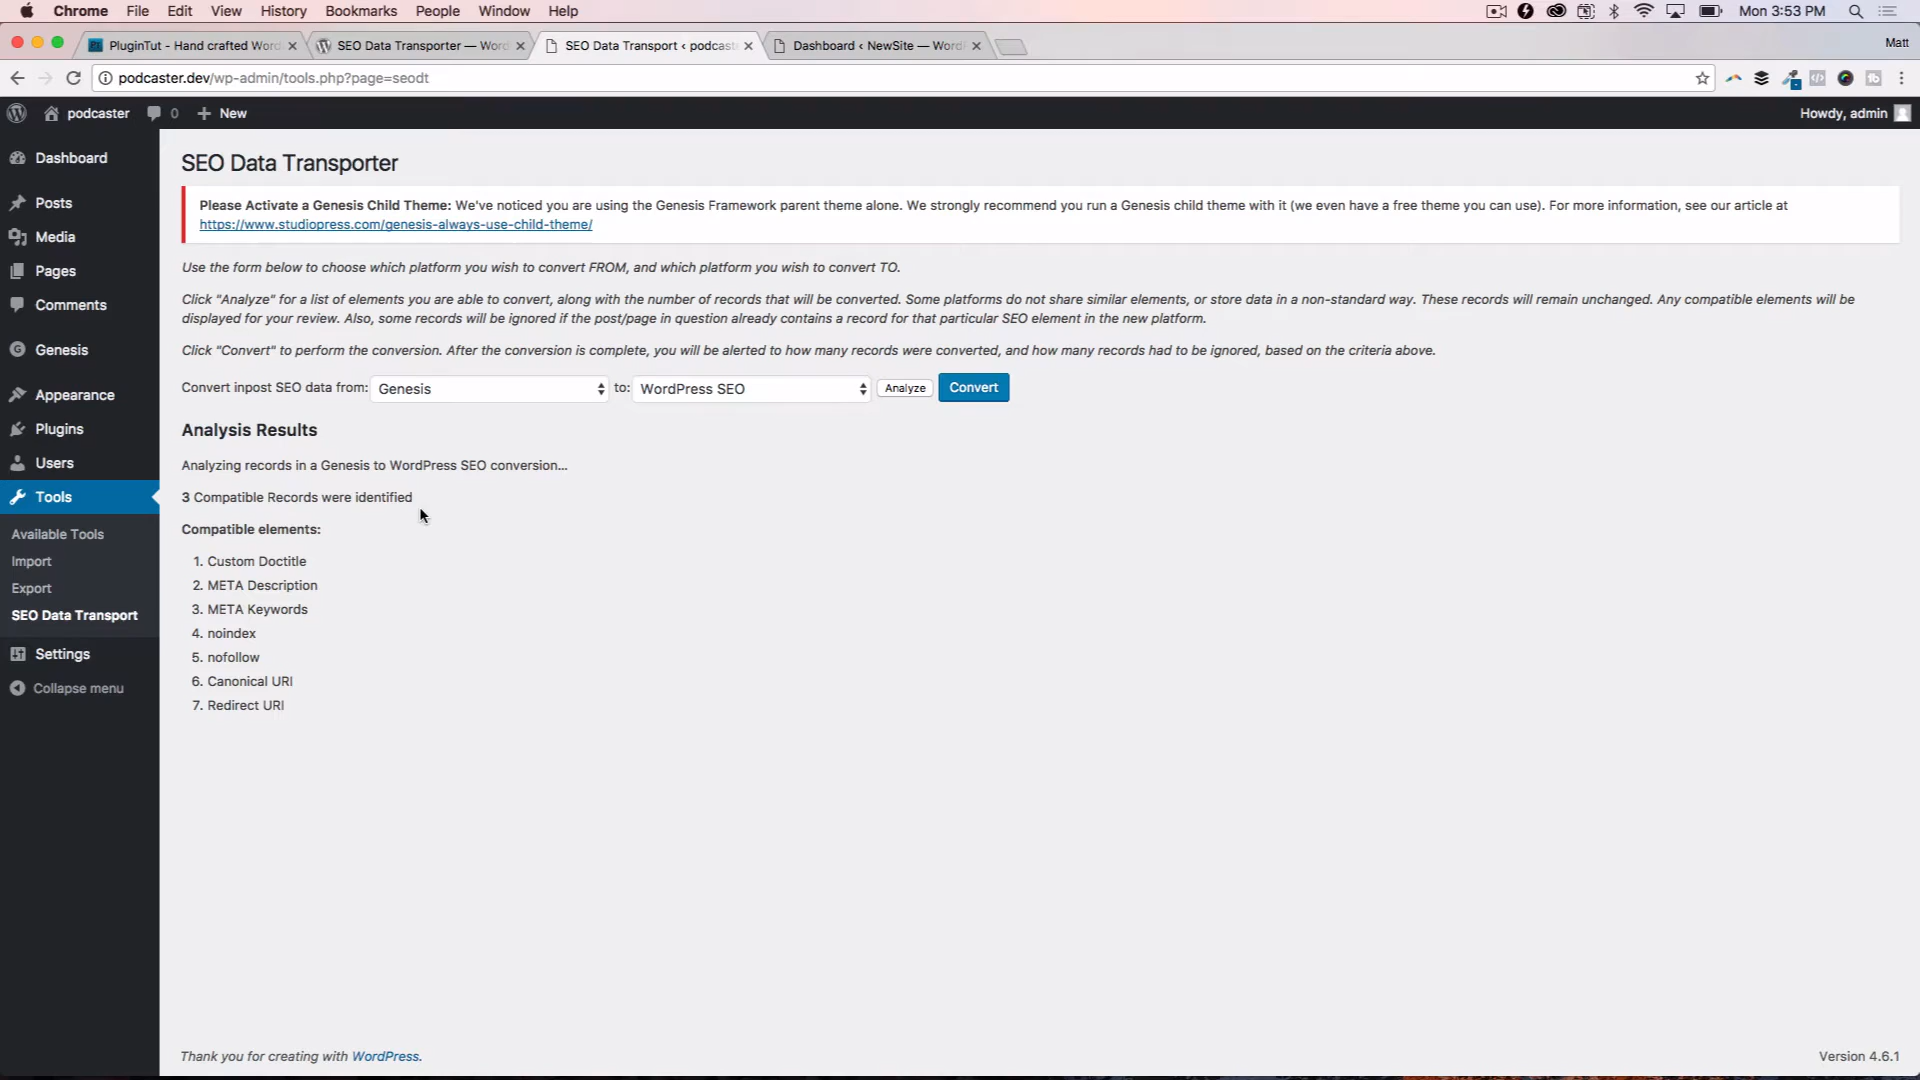 Chrome File Edit View History Bookmarks People Window Help Mon 3:53 PM
PluginTut - Hand crafted Word SEO Data Transporter — Word SEO Data Transport ‹ podcast Dashboard ‹ NewSite — WordP Matt
podcaster.dev/wp-admin/tools.php?page=seodt
podcaster 0 + New Howdy, admin
Dashboard
Posts
Media
Pages
Comments
Genesis
Appearance
Plugins
Users
Tools
Available Tools
Import
Export
SEO Data Transport
Settings
Collapse menu
SEO Data Transporter
Please Activate a Genesis Child Theme: We've noticed you are using the Genesis Framework parent theme alone. We strongly recommend you run a Genesis child theme with it (we even have a free theme you can use). For more information, see our article at
https://www.studiopress.com/genesis-always-use-child-theme/
Use the form below to choose which platform you wish to convert FROM, and which platform you wish to convert TO.
Click "Analyze" for a list of elements you are able to convert, along with the number of records that will be converted. Some platforms do not share similar elements, or store data in a non-standard way. These records will remain unchanged. Any compatible elements will be
displayed for your review. Also, some records will be ignored if the post/page in question already contains a record for that particular SEO element in the new platform.
Click "Convert" to perform the conversion. After the conversion is complete, you will be alerted to how many records were converted, and how many records had to be ignored, based on the criteria above.
Convert inpost SEO data from: Genesis to: WordPress SEO Analyze Convert
Analysis Results
Analyzing records in a Genesis to WordPress SEO conversion...
3 Compatible Records were identified
Compatible elements:
1. Custom Doctitle
2. META Description
3. META Keywords
4. noindex
5. nofollow
6. Canonical URI
7. Redirect URI
Thank you for creating with WordPress. Version 4.6.1